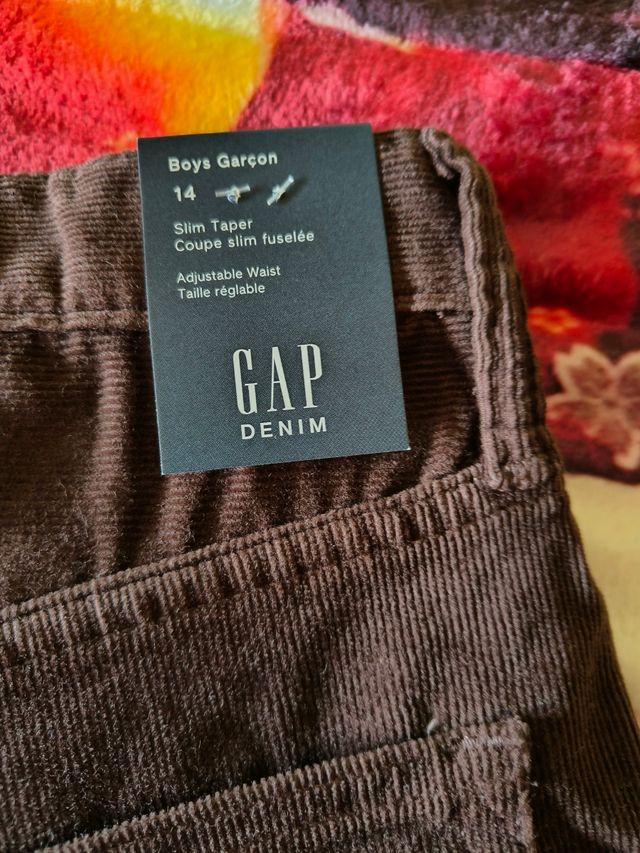 Boys Garçon
14
Slim Taper
Coupe slim fuselée
Adjustable Waist
Taille réglable
GAP
DENIM